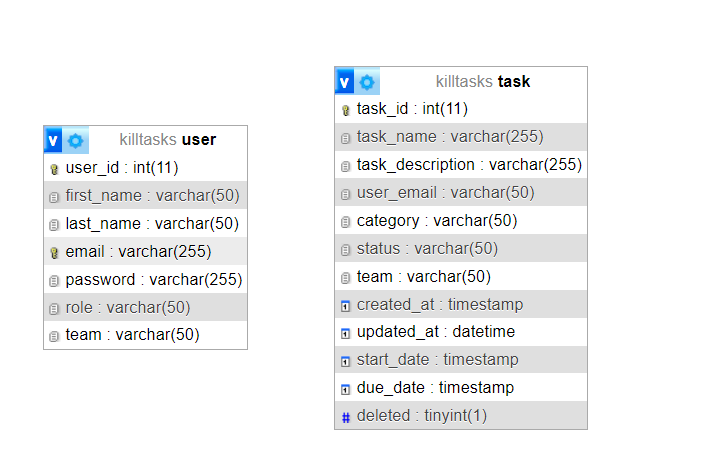 v killtasks user
user_id : int(11)
first_name : varchar(50)
last_name : varchar(50)
email : varchar(255)
password : varchar(255)
role : varchar(50)
team : varchar(50)
v killtasks task
task_id : int(11)
task_name : varchar(255)
task_description : varchar(255)
user_email : varchar(50)
category : varchar(50)
status : varchar(50)
team : varchar(50)
created_at : timestamp
updated_at : datetime
start_date : timestamp
due_date : timestamp
# deleted : tinyint(1)